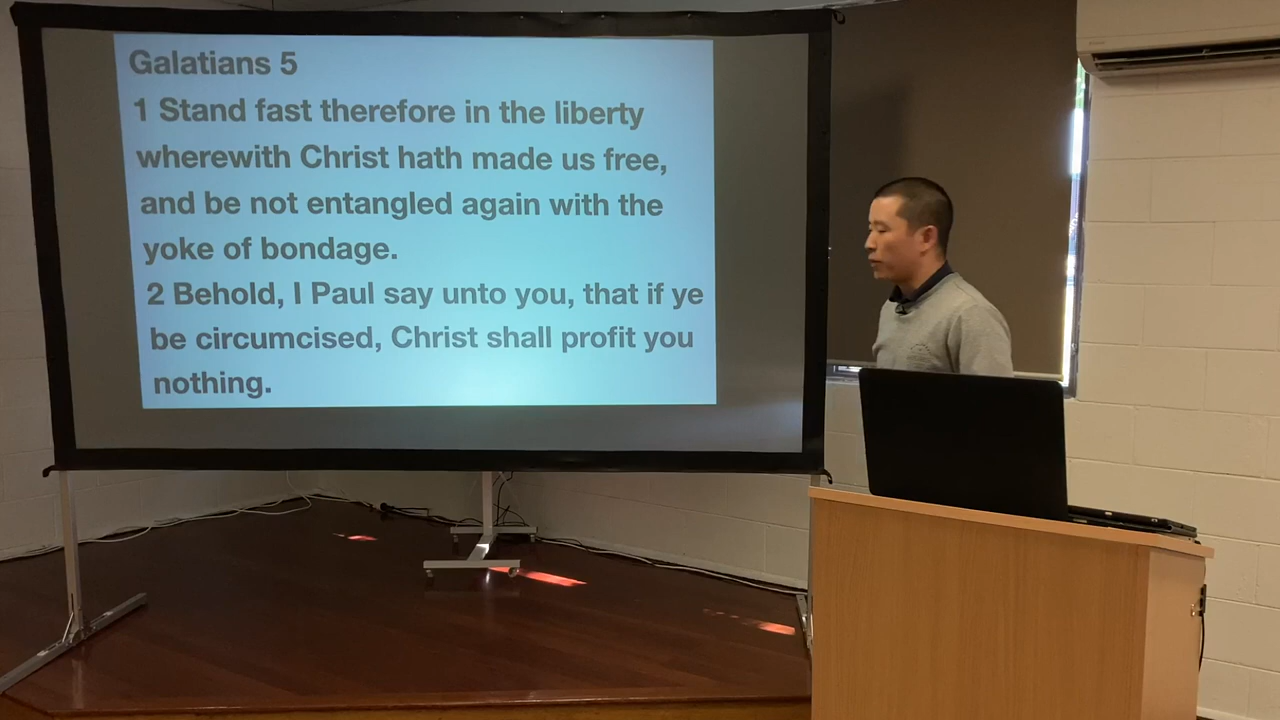 Galatians 5
1 Stand fast therefore in the liberty
wherewith Christ hath made us free,
and be not entangled again with the
yoke of bondage.
2 Behold, I Paul say unto you, that if ye
be circumcised, Christ shall profit you
nothing.